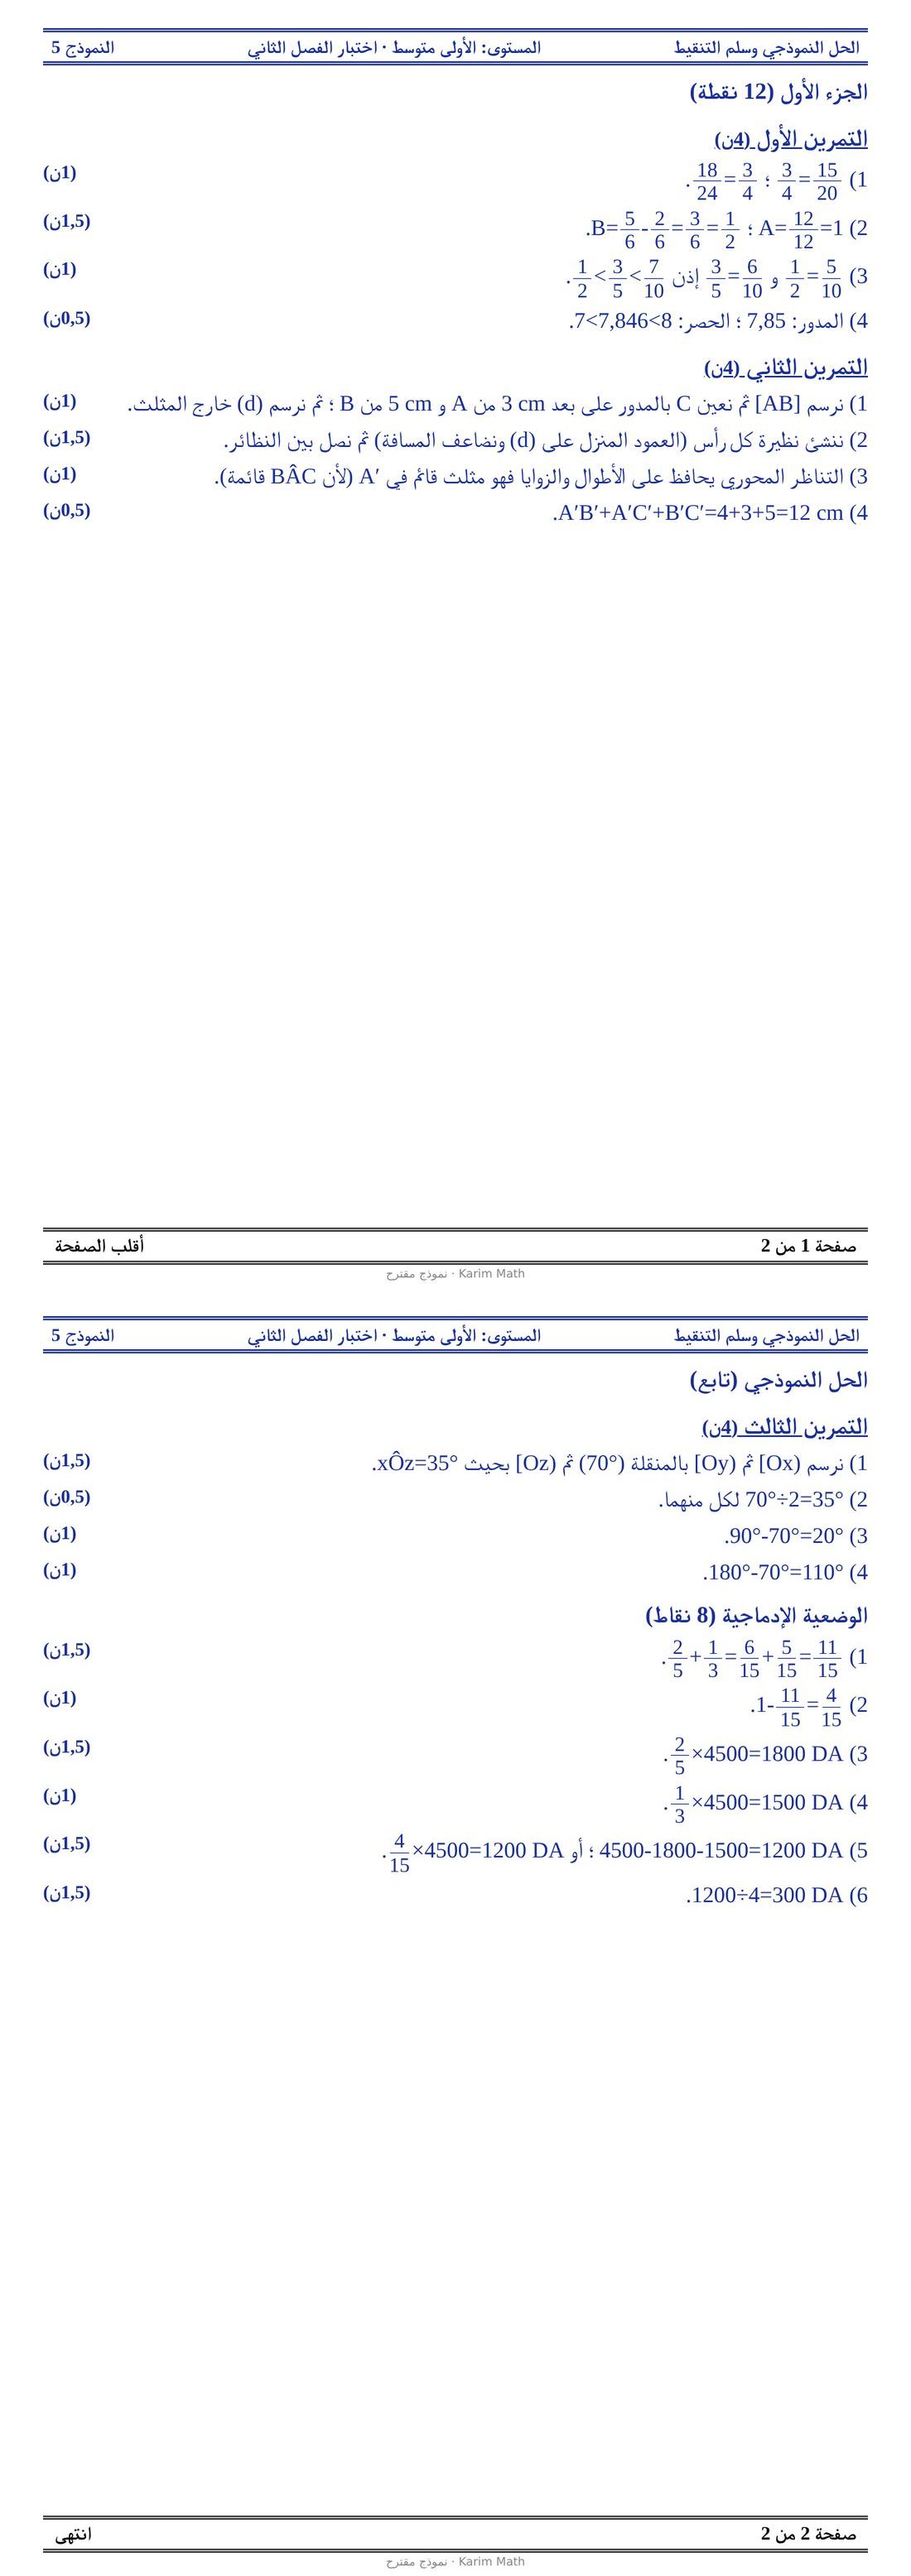 الحل النموذجي وسلم التنقيط المستوى: الأولى متوسط · اختبار الفصل الثاني النموذج 5
الجزء الأول (12 نقطة)
التمرين الأول (4ن)
1) 3/4=15/20 ؛ 18/24=3/4. (1ن)
2) A=12/12=1 ؛ B=5/6-2/6=3/6=1/2. (1,5ن)
3) 1/2=5/10 و 3/5=6/10 إذن 1/2<3/5<7/10. (1ن)
4) المدور: 7,85 ؛ الحصر: 7<7,846<8. (0,5ن)
التمرين الثاني (4ن)
1) نرسم [AB] ثم نعين C بالمدور على بعد 3 cm من A و 5 cm من B ؛ ثم نرسم (d) خارج المثلث. (1ن)
2) ننشئ نظيرة كل رأس (العمود المنزل على (d) ونضاعف المسافة) ثم نصل بين النظائر. (1,5ن)
3) التناظر المحوري يحافظ على الأطوال والزوايا فهو مثلث قائم في A′ (لأن BÂC قائمة). (1ن)
4) A′B′+A′C′+B′C′=4+3+5=12 cm. (0,5ن)
صفحة 1 من 2 أقلب الصفحة
Karim Math · نموذج مقترح
الحل النموذجي وسلم التنقيط المستوى: الأولى متوسط · اختبار الفصل الثاني النموذج 5
الحل النموذجي (تابع)
التمرين الثالث (4ن)
1) نرسم [Ox) ثم [Oy) بالمنقلة (70°) ثم [Oz) بحيث xÔz=35°. (1,5ن)
2) 70°÷2=35° لكل منهما. (0,5ن)
3) 90°-70°=20°. (1ن)
4) 180°-70°=110°. (1ن)
الوضعية الإدماجية (8 نقاط)
1) 2/5+1/3=6/15+5/15=11/15. (1,5ن)
2) 1-11/15=4/15. (1ن)
3) 2/5×4500=1800 DA. (1,5ن)
4) 1/3×4500=1500 DA. (1ن)
5) 4500-1800-1500=1200 DA ؛ أو 4/15×4500=1200 DA. (1,5ن)
6) 1200÷4=300 DA. (1,5ن)
صفحة 2 من 2 انتهى
Karim Math · نموذج مقترح